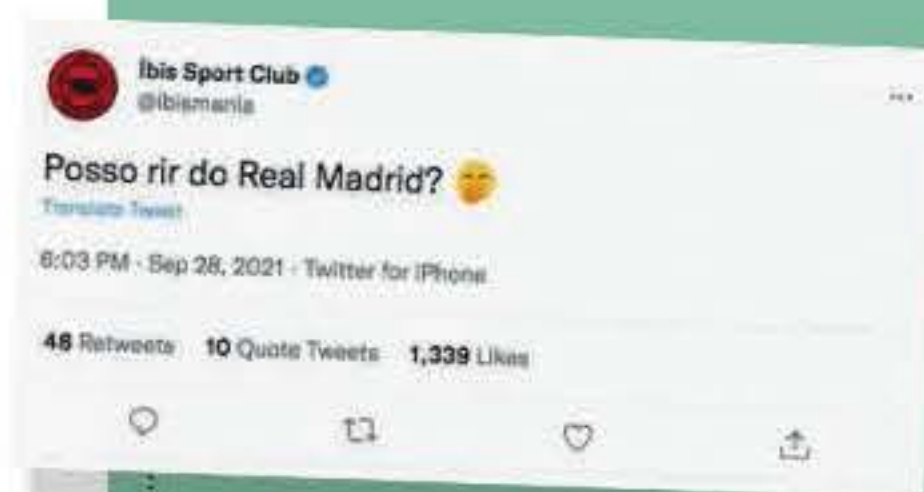 Íbis Sport Club
@ibismania
Posso rir do Real Madrid?
Translate Tweet
6:03 PM · Sep 28, 2021 · Twitter for iPhone
48 Retweets 10 Quote Tweets 1,339 Likes